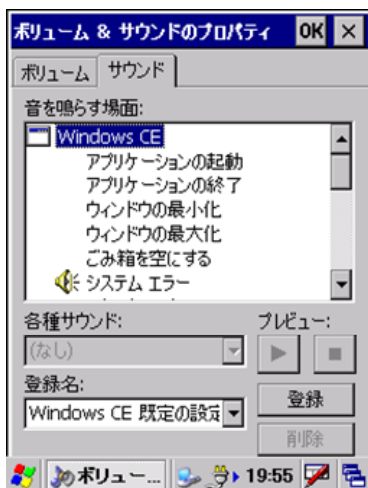 ボリューム & サウンドのプロパティ OK ×
ボリューム サウンド
音を鳴らす場面:
Windows CE
アプリケーションの起動
アプリケーションの終了
ウィンドウの最小化
ウィンドウの最大化
ごみ箱を空にする
システム エラー
各種サウンド: プレビュー:
(なし)
登録名:
登録
Windows CE 既定の設定
削除
ボリュー... 19:55